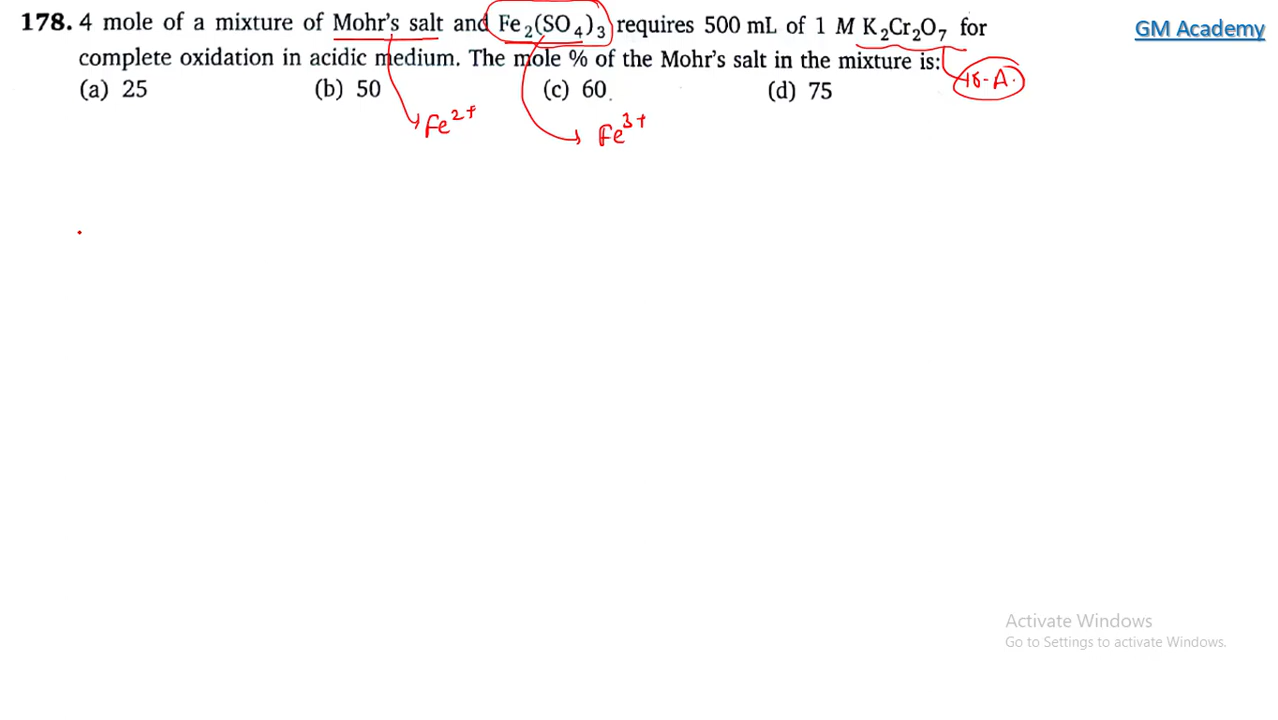 178. 4 mole of a mixture of Mohr's salt and Fe2(SO4)3 requires 500 mL of 1 M K2Cr2O7 for
complete oxidation in acidic medium. The mole % of the Mohr's salt in the mixture is:
(a) 25 (b) 50 (c) 60. (d) 75
Fe2+
Fe3+
GM Academy
Activate Windows
Go to Settings to activate Windows.